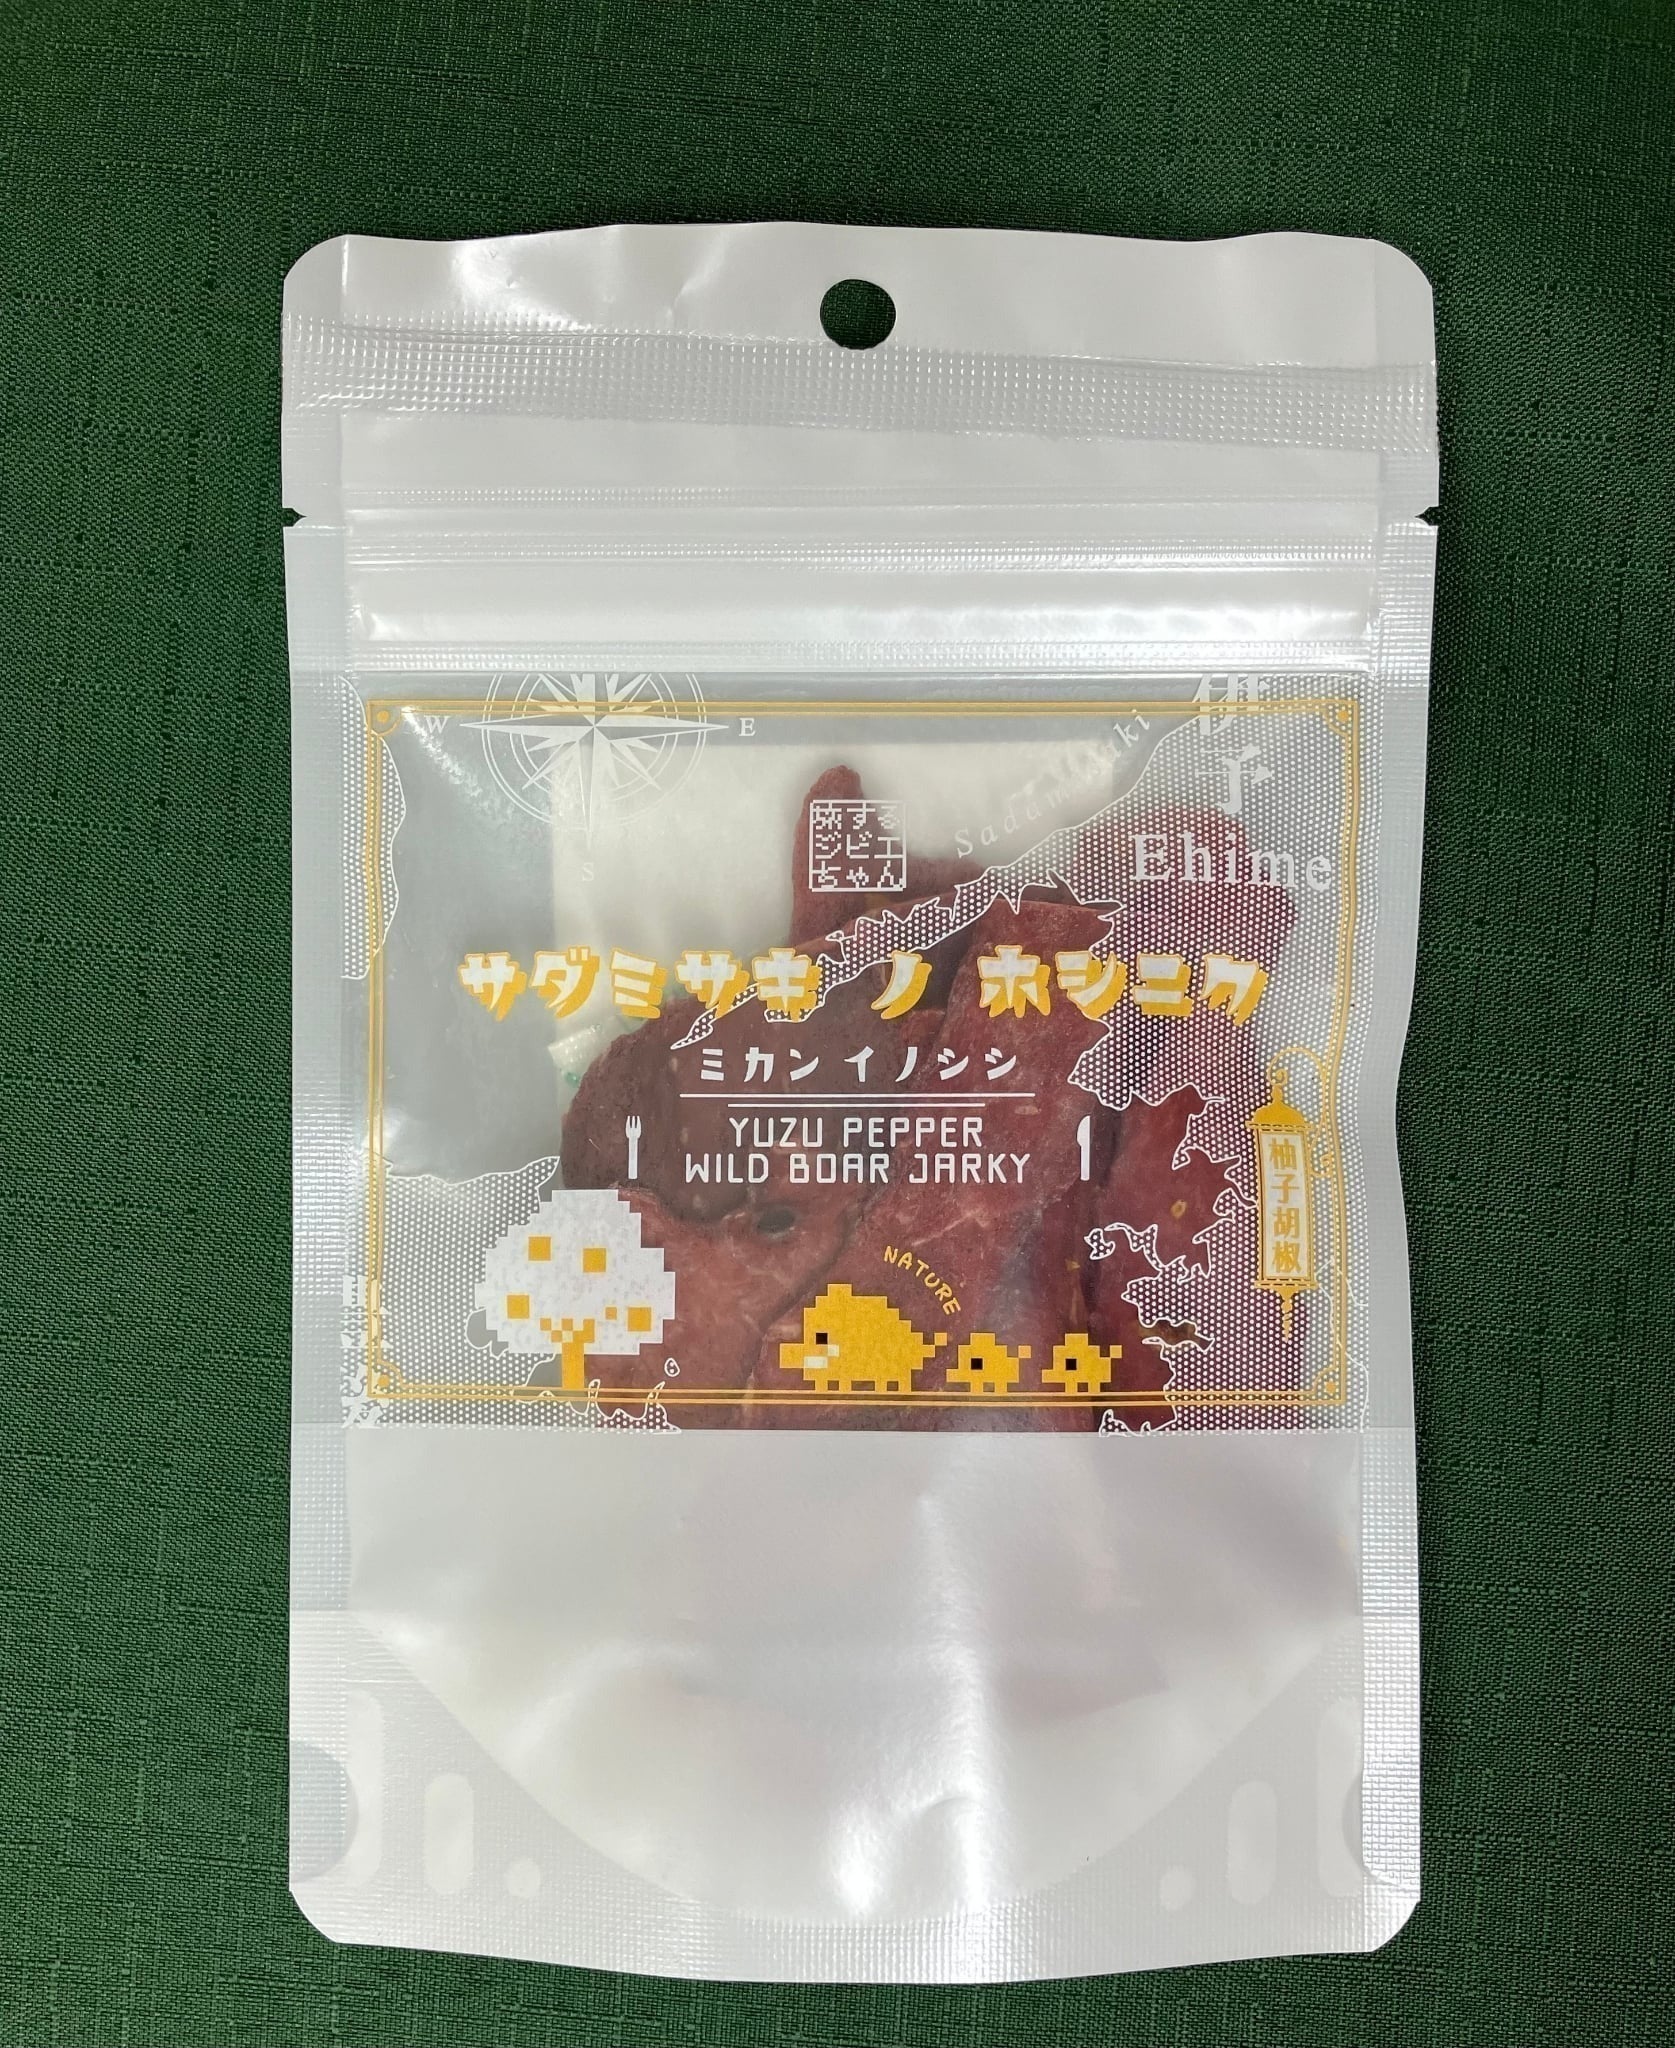 W E
S
伊予
Sadamisaki
Ehime
旅する
ジビエ
ちゃん
サダミサキ ノ ホシニク
ミカン イノシシ
YUZU PEPPER
WILD BOAR JARKY
柚子胡椒
NATURE